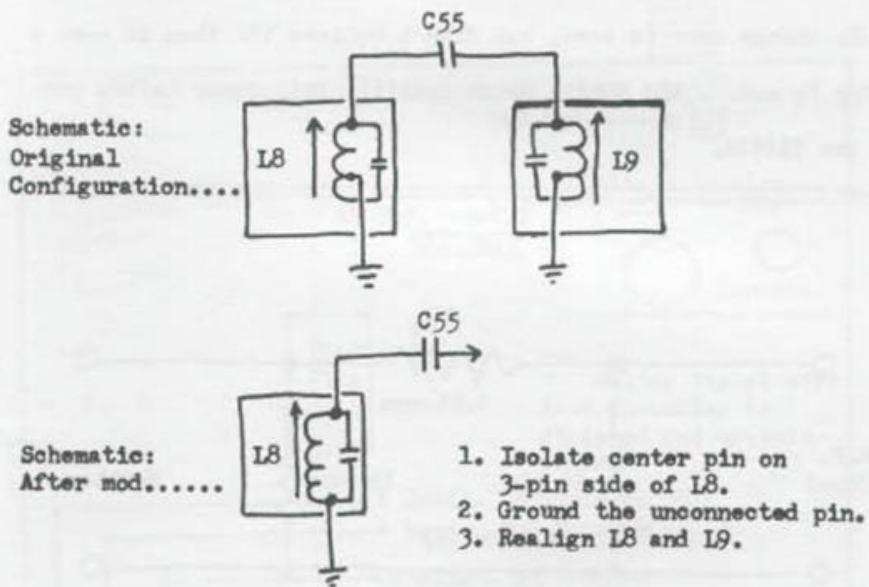 C55
Schematic:
Original
Configuration....
L8
L9
C55
Schematic:
After mod......
L8
1. Isolate center pin on
3-pin side of L8.
2. Ground the unconnected pin.
3. Realign L8 and L9.